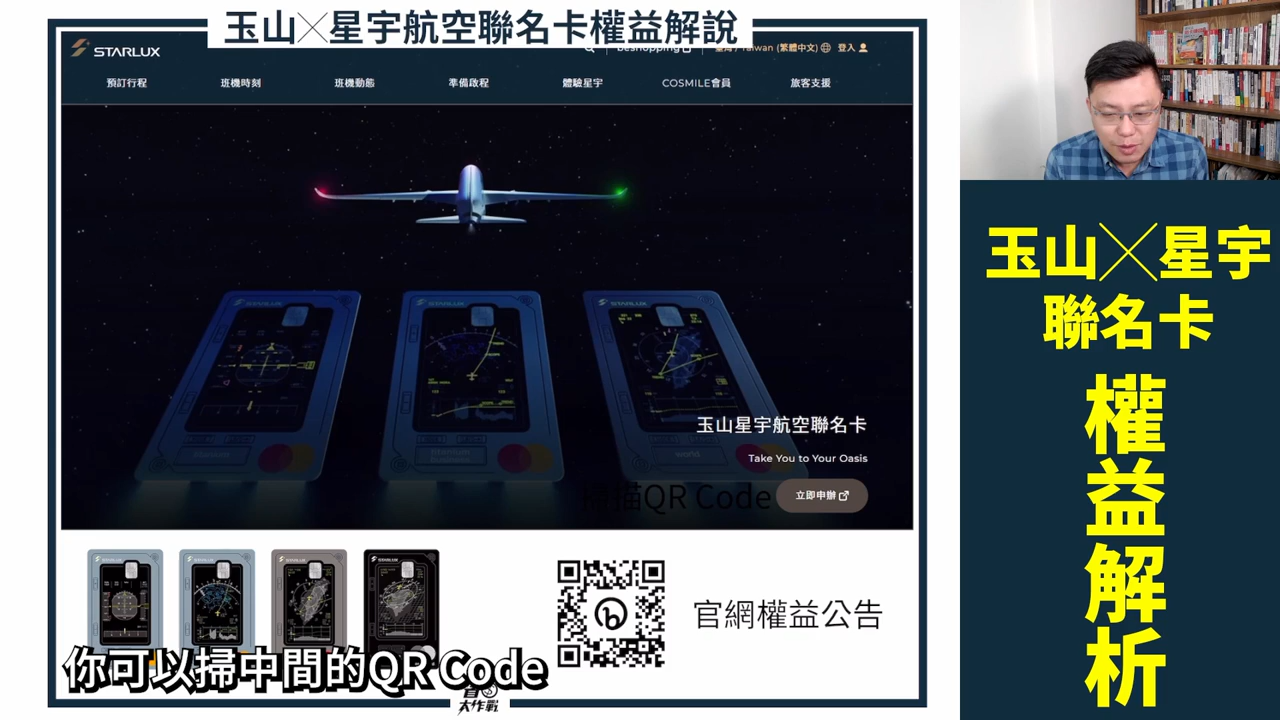 玉山╳星宇航空聯名卡權益解說
STARLUX
beshopping
台灣 / Taiwan (繁體中文)
登入
預訂行程
班機時刻
班機動態
準備啟程
體驗星宇
COSMILE會員
旅客支援
玉山星宇航空聯名卡
Take You to Your Oasis
掃描QR Code
立即申辦
官網權益公告
你可以掃中間的QR Code
大作戰
玉山╳星宇
聯名卡
權益解析